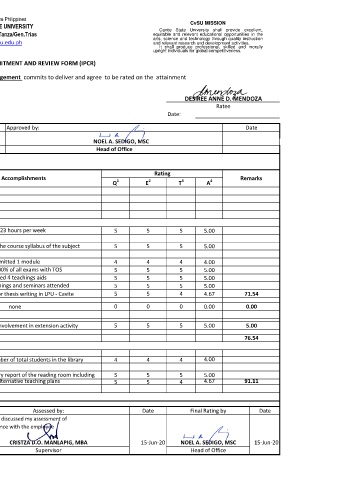 e Philippines
E UNIVERSITY
Tanza/Gen.Trias
su.edu.ph
CvSU MISSION
Cavite State University shall provide excellent,
equitable and relevant educational opportunities in the
arts, science and technology through quality instruction
and relevant research and development activities.
It shall produce professional, skilled and morally
upright individuals for global competitiveness.
ITMENT AND REVIEW FORM (IPCR)
gement commits to deliver and agree to be rated on the attainment
DESIREE ANNE D. MENDOZA
Ratee
Date:
Approved by: Date
NOEL A. SEDIGO, MSC
Head of Office
Accomplishments Rating Remarks
Q¹ E² T³ A⁴
23 hours per week 5 5 5 5.00
he course syllabus of the subject 5 5 5 5.00
mitted 1 module 4 4 4 4.00
00% of all exams with TOS 5 5 5 5.00
ed 4 teachings aids 5 5 5 5.00
nings and seminars attended 5 5 5 5.00
or thesis writing in LPU - Cavite 5 5 4 4.67 71.54
none 0 0 0 0.00 0.00
nvolvement in extension activity 5 5 5 5.00 5.00
76.54
ber of total students in the library 4 4 4 4.00
ry report of the reading room including 5 5 5 5.00
alternative teaching plans 5 5 4 4.67 91.11
Assessed by: Date Final Rating by Date
discussed my assessment of
nce with the employee
CRISTZA D.O. MANLAPIG, MBA 15-Jun-20 NOEL A. SEDIGO, MSC 15-Jun-20
Supervisor Head of Office